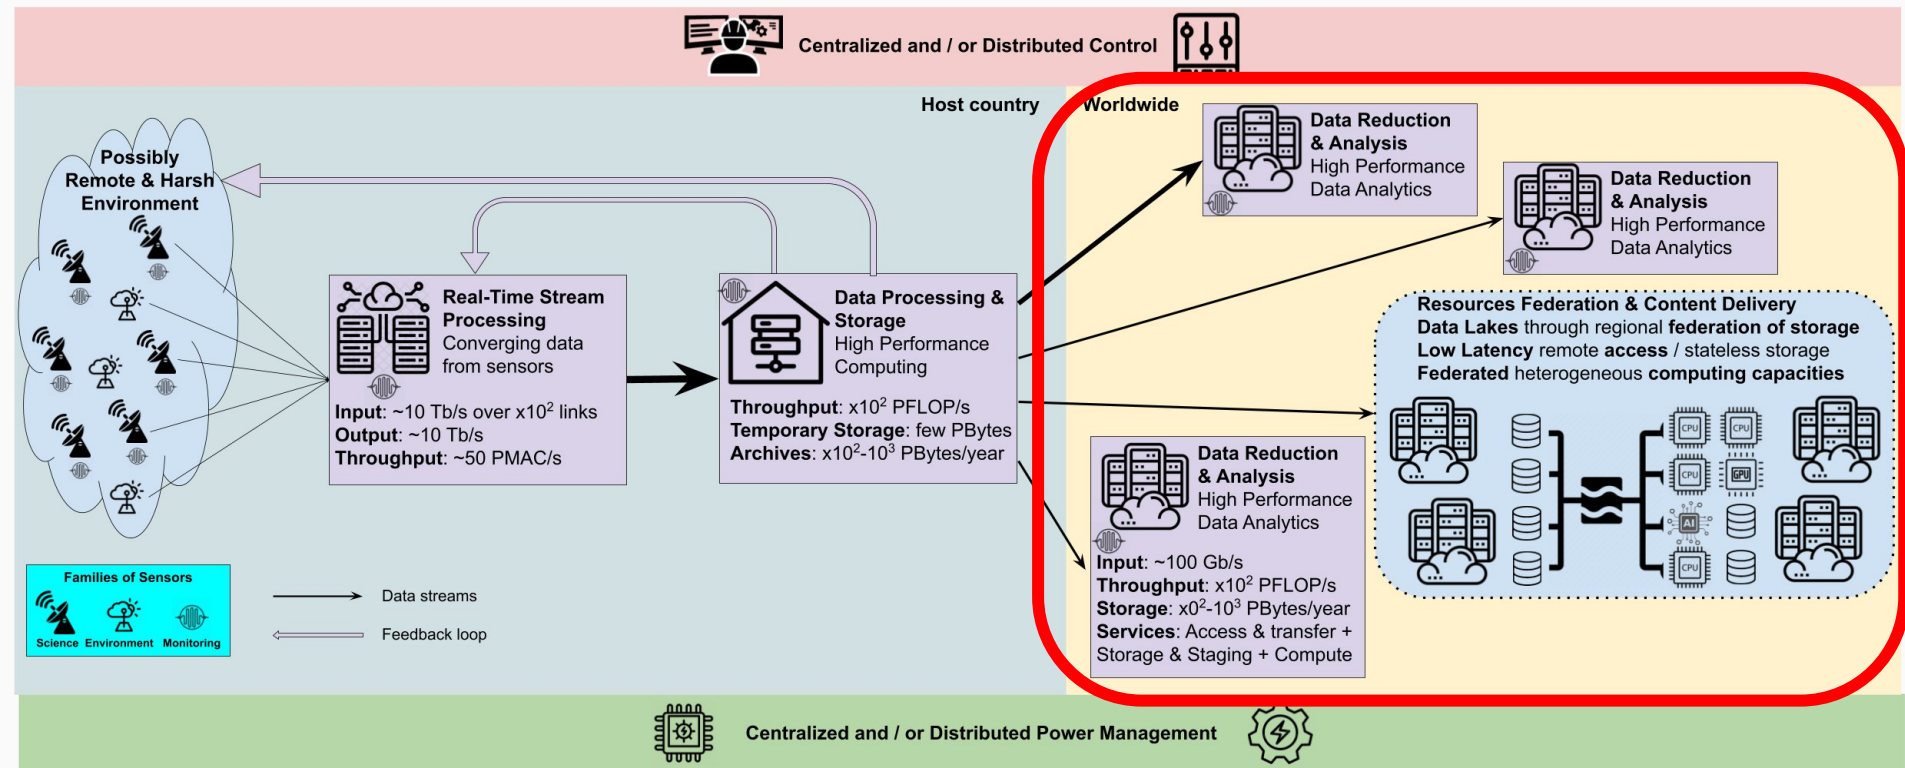 Centralized and / or Distributed Control
Host country
Worldwide
Possibly
Remote & Harsh
Environment
Real-Time Stream
Processing
Converging data
from sensors
Input: ~10 Tb/s over x10² links
Output: ~10 Tb/s
Throughput: ~50 PMAC/s
Data Processing &
Storage
High Performance
Computing
Throughput: x10² PFLOP/s
Temporary Storage: few PBytes
Archives: x10²-10³ PBytes/year
Data Reduction
& Analysis
High Performance
Data Analytics
Data Reduction
& Analysis
High Performance
Data Analytics
Resources Federation & Content Delivery
Data Lakes through regional federation of storage
Low Latency remote access / stateless storage
Federated heterogeneous computing capacities
CPU
CPU
CPU
GPU
AI
CPU
Data Reduction
& Analysis
High Performance
Data Analytics
Input: ~100 Gb/s
Throughput: x10² PFLOP/s
Storage: x0²-10³ PBytes/year
Services: Access & transfer +
Storage & Staging + Compute
Families of Sensors
Science Environment Monitoring
Data streams
Feedback loop
Centralized and / or Distributed Power Management